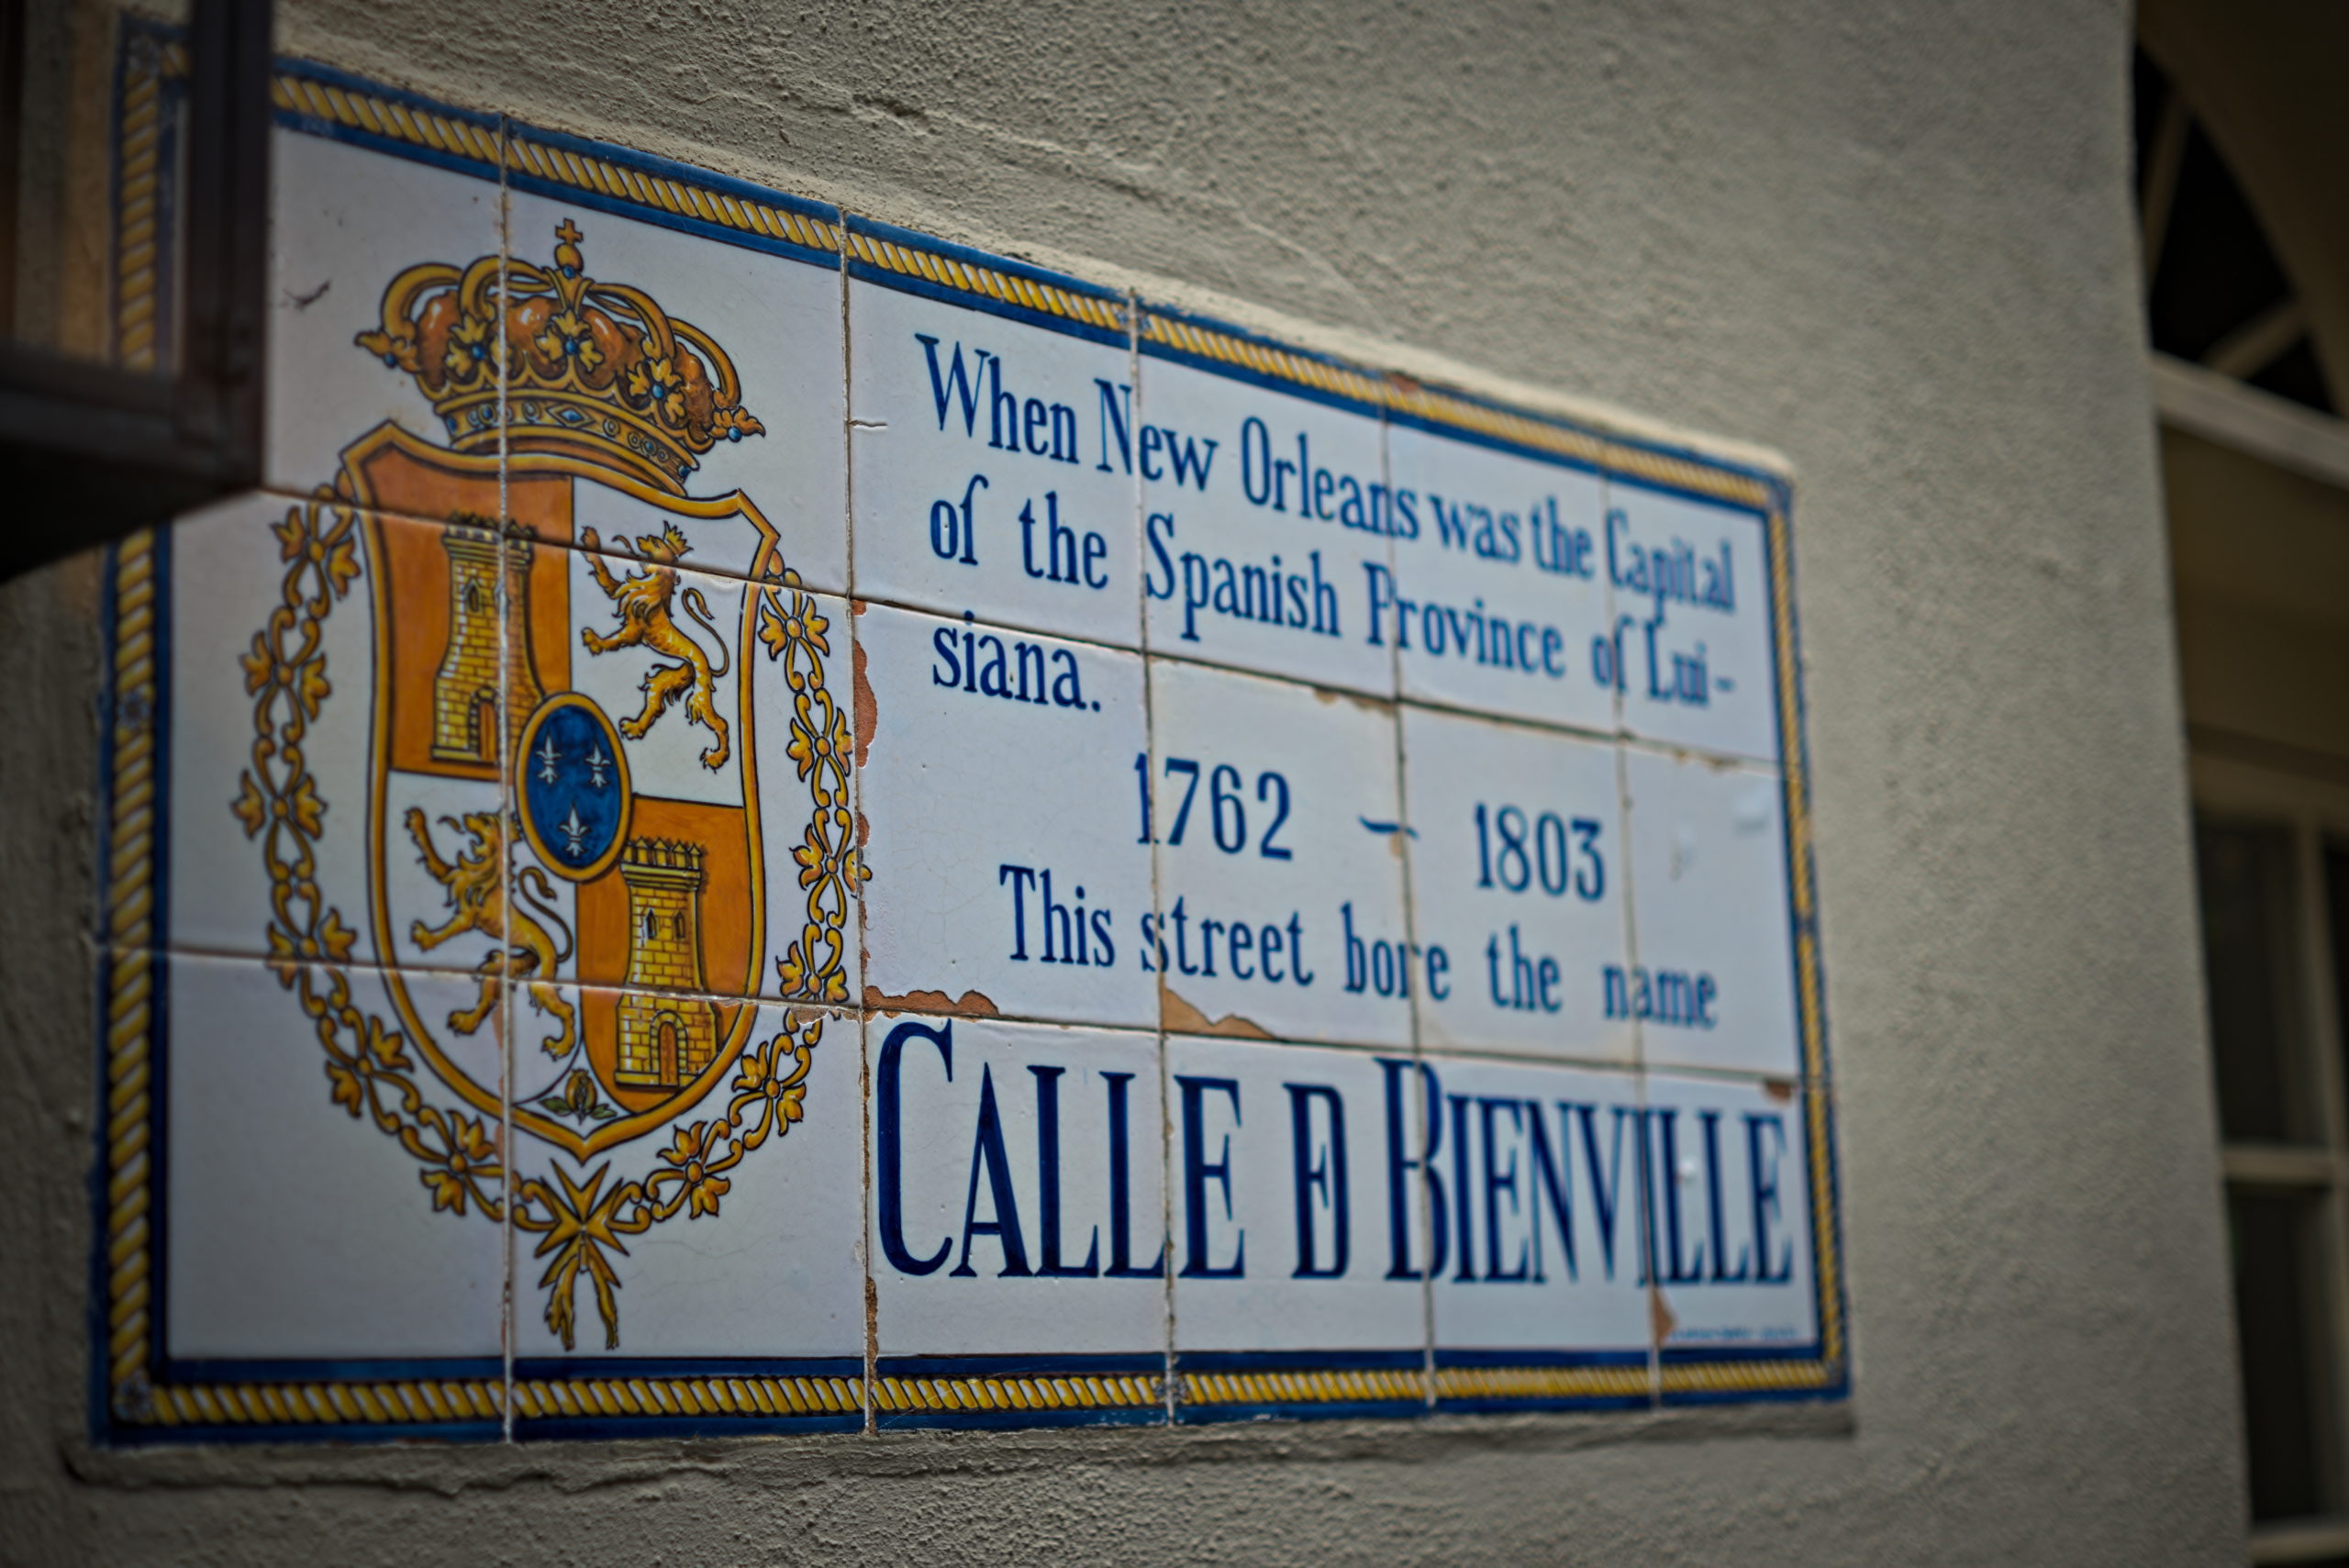 When New Orleans was the Capital
of the Spanish Province of Lui-
siana.
1762 - 1803
This street bore the name
CALLE DE BIENVILLE